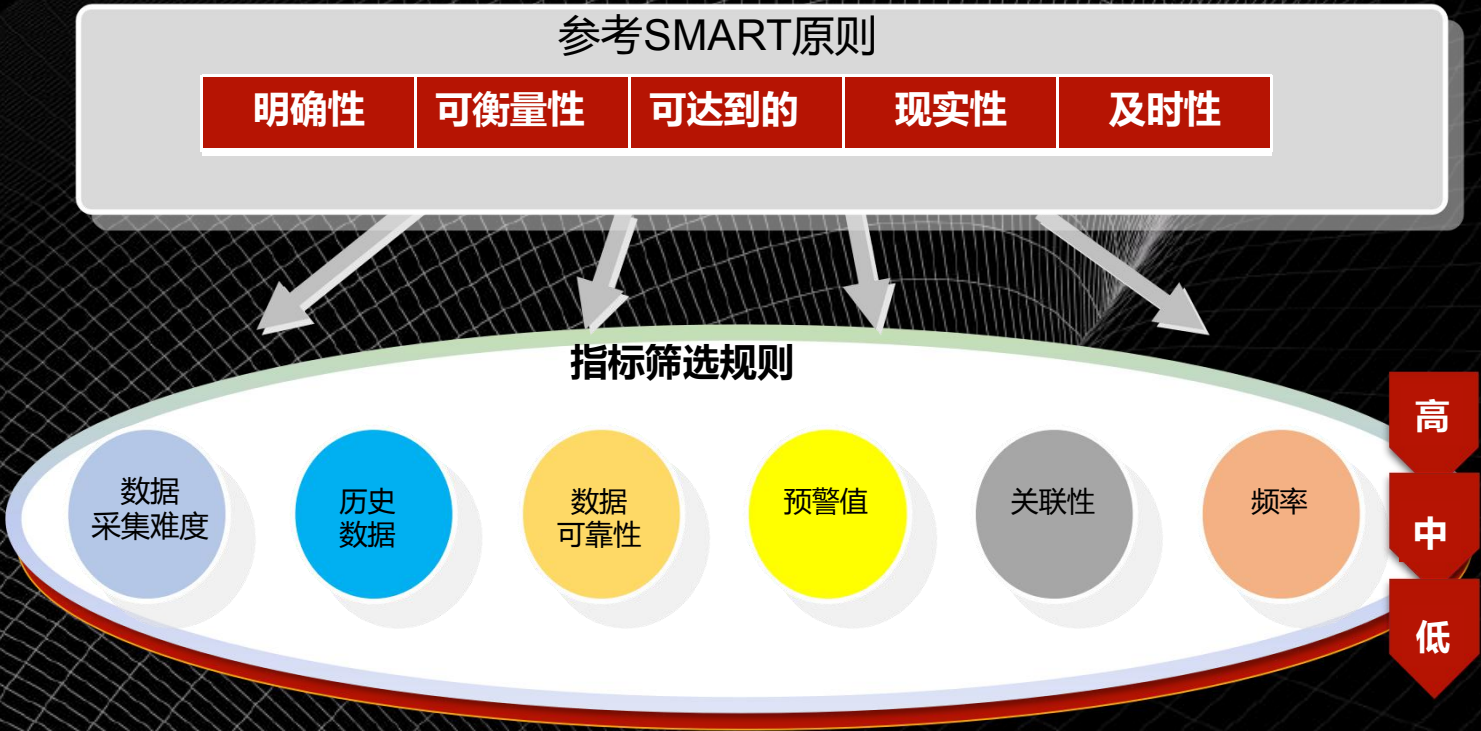 参考SMART原则
明确性 可衡量性 可达到的 现实性 及时性
指标筛选规则
数据
采集难度
历史
数据
数据
可靠性
预警值
关联性
频率
高
中
低